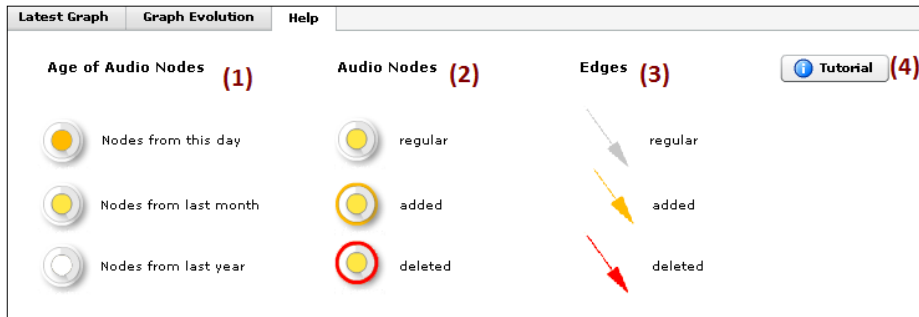 Latest Graph Graph Evolution Help
Age of Audio Nodes (1) Audio Nodes (2) Edges (3) Tutorial (4)
Nodes from this day regular regular
Nodes from last month added added
Nodes from last year deleted deleted